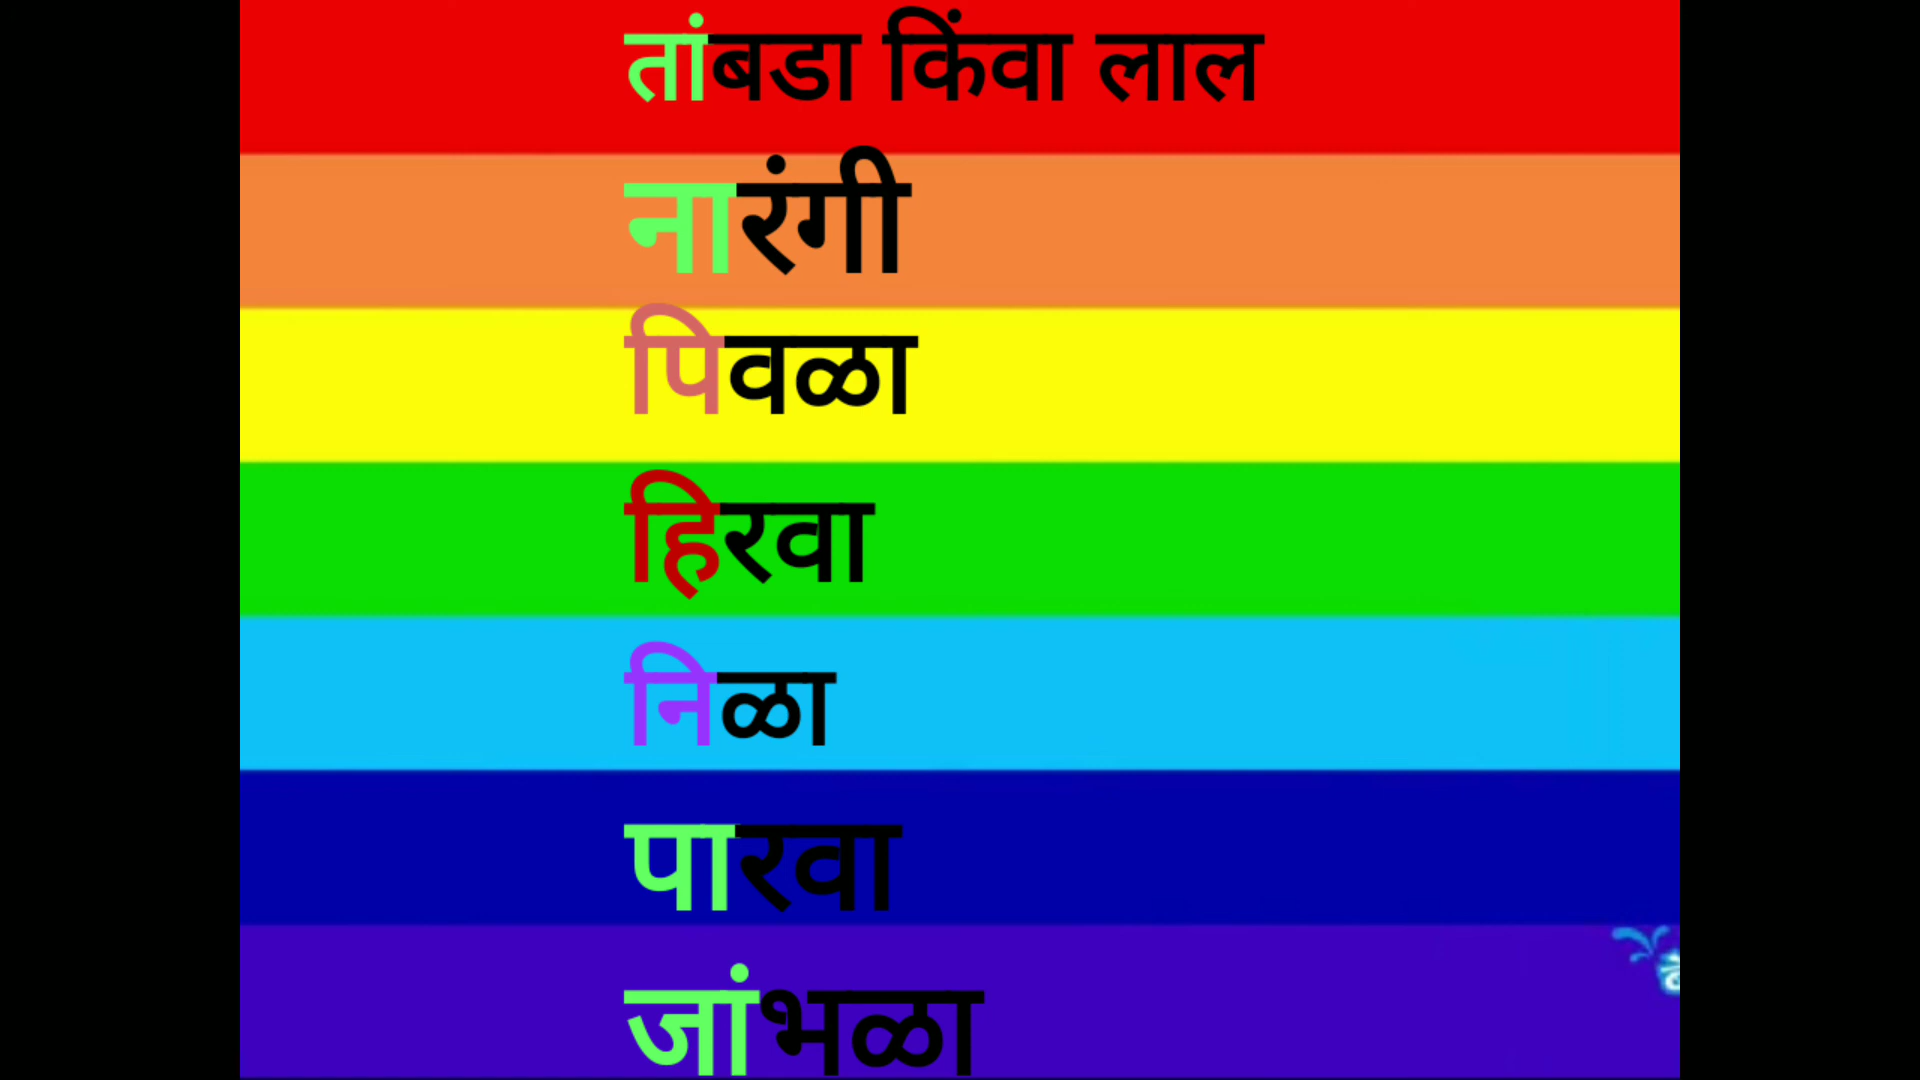 तांबडा किंवा लाल
नारंगी
पिवळा
हिरवा
निळा
पारवा
जांभळा